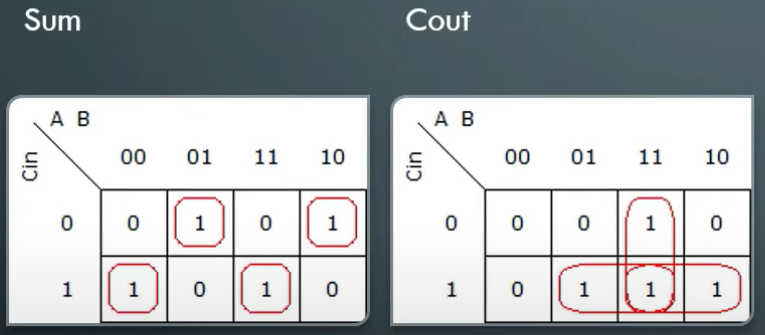 Sum
Cout
A B
Cin
00 01 11 10
0 0 1 0 1
1 1 0 1 0
A B
Cin
00 01 11 10
0 0 0 1 0
1 0 1 1 1